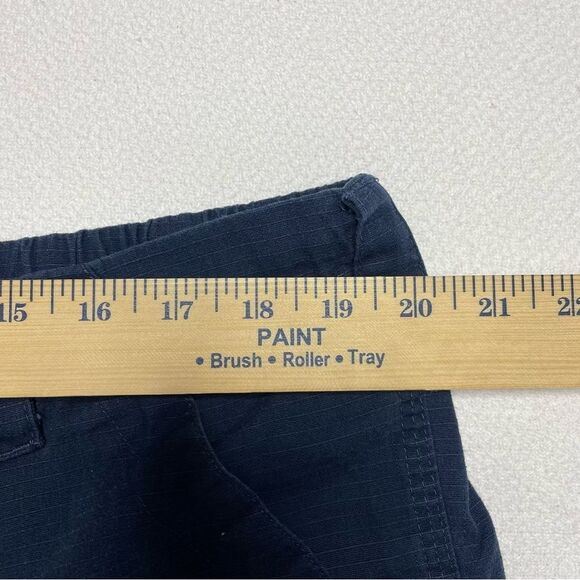 15 16 17 18 19 20 21 22
PAINT
• Brush • Roller • Tray